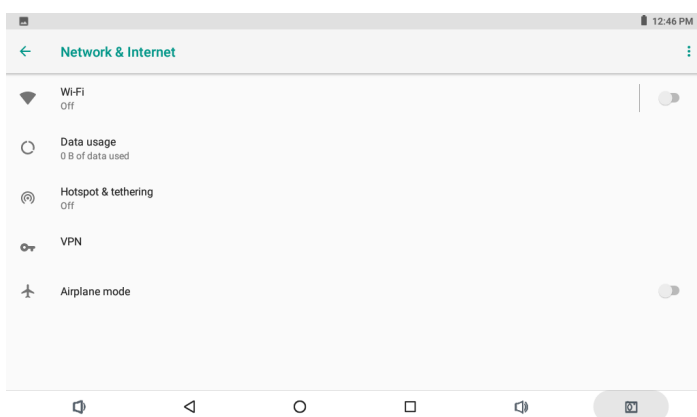 12:46 PM
Network & Internet
Wi-Fi
Off
Data usage
0 B of data used
Hotspot & tethering
Off
VPN
Airplane mode